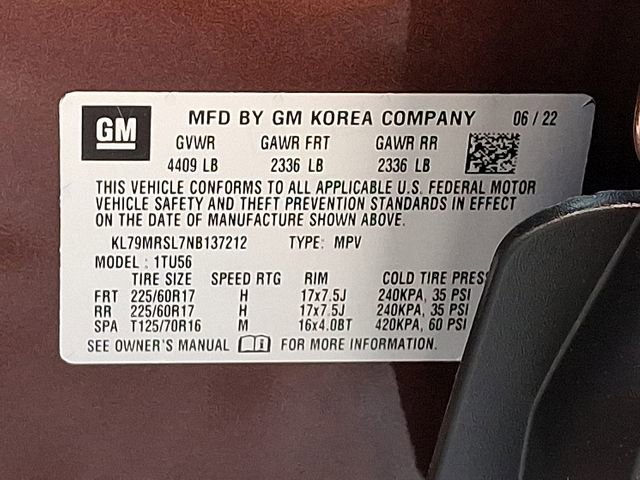 GM
MFD BY GM KOREA COMPANY 06 / 22
GVWR GAWR FRT GAWR RR
4409 LB 2336 LB 2336 LB
THIS VEHICLE CONFORMS TO ALL APPLICABLE U.S. FEDERAL MOTOR
VEHICLE SAFETY AND THEFT PREVENTION STANDARDS IN EFFECT
ON THE DATE OF MANUFACTURE SHOWN ABOVE.
KL79MRSL7NB137212 TYPE: MPV
MODEL : 1TU56
TIRE SIZE SPEED RTG RIM COLD TIRE PRES
FRT 225/60R17 H 17x7.5J 240KPA, 35 PSI
RR 225/60R17 H 17x7.5J 240KPA, 35 PSI
SPA T125/70R16 M 16x4.0BT 420KPA, 60 PSI
SEE OWNER'S MANUAL FOR MORE INFORMATION.